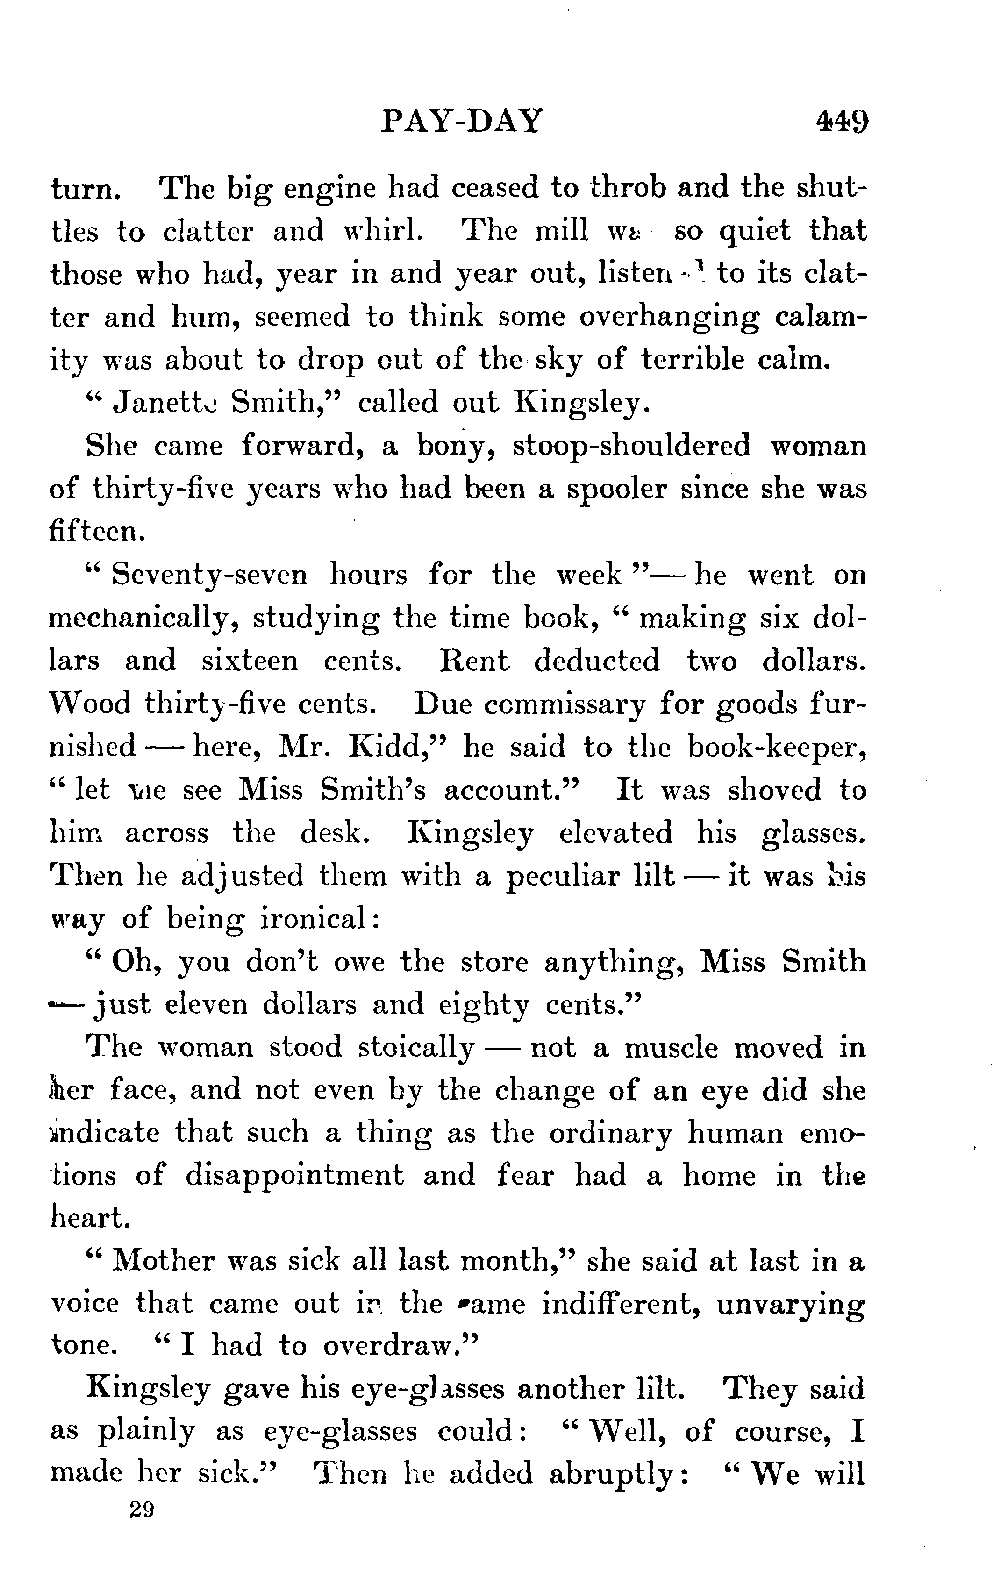 PAY-DAY 449
turn. The big engine had ceased to throb and the shut-
tles to clatter and whirl. The mill was so quiet that
those who had, year in and year out, listened to its clat-
ter and hum, seemed to think some overhanging calam-
ity was about to drop out of the sky of terrible calm.
“ Janette Smith,” called out Kingsley.
She came forward, a bony, stoop-shouldered woman
of thirty-five years who had been a spooler since she was
fifteen.
“ Seventy-seven hours for the week ”— he went on
mechanically, studying the time book, “ making six dol-
lars and sixteen cents. Rent deducted two dollars.
Wood thirty-five cents. Due commissary for goods fur-
nished — here, Mr. Kidd,” he said to the book-keeper,
“ let me see Miss Smith’s account.” It was shoved to
him across the desk. Kingsley elevated his glasses.
Then he adjusted them with a peculiar lilt — it was his
way of being ironical:
“ Oh, you don’t owe the store anything, Miss Smith
— just eleven dollars and eighty cents.”
The woman stood stoically — not a muscle moved in
her face, and not even by the change of an eye did she
indicate that such a thing as the ordinary human emo-
tions of disappointment and fear had a home in the
heart.
“ Mother was sick all last month,” she said at last in a
voice that came out in the same indifferent, unvarying
tone. “ I had to overdraw.”
Kingsley gave his eye-glasses another lilt. They said
as plainly as eye-glasses could: “ Well, of course, I
made her sick.” Then he added abruptly: “ We will
29